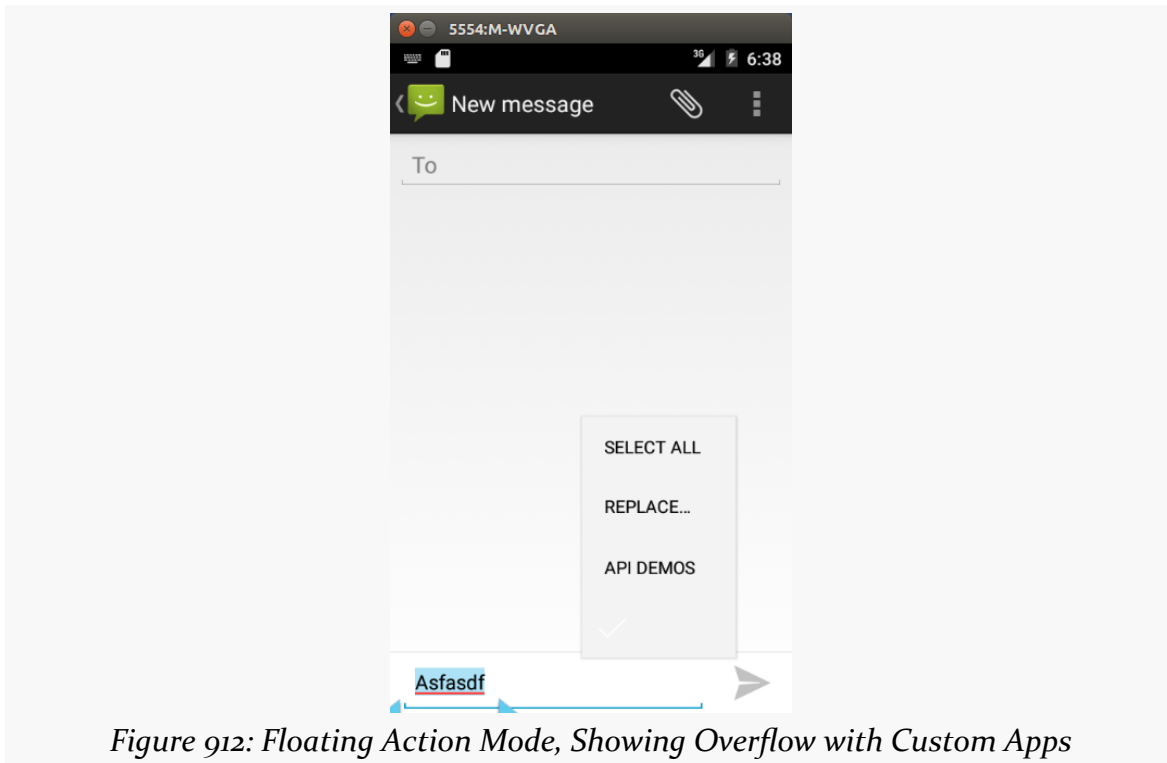 5554:M-WVGA
3G 6:38
New message
To
SELECT ALL
REPLACE...
API DEMOS
Asfasdf
Figure 912: Floating Action Mode, Showing Overflow with Custom Apps